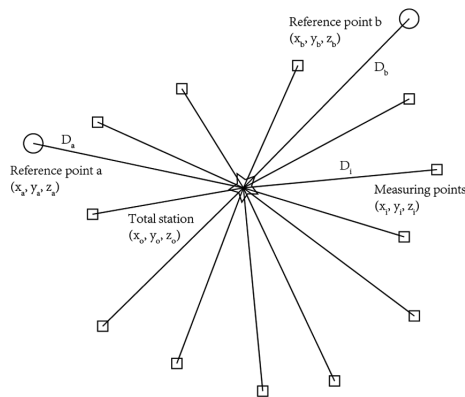 Reference point b
(x_b, y_b, z_b)
D_b
D_a
Reference point a
(x_a, y_a, z_a)
D_i
Measuring points
(x_i, y_i, z_i)
Total station
(x_o, y_o, z_o)